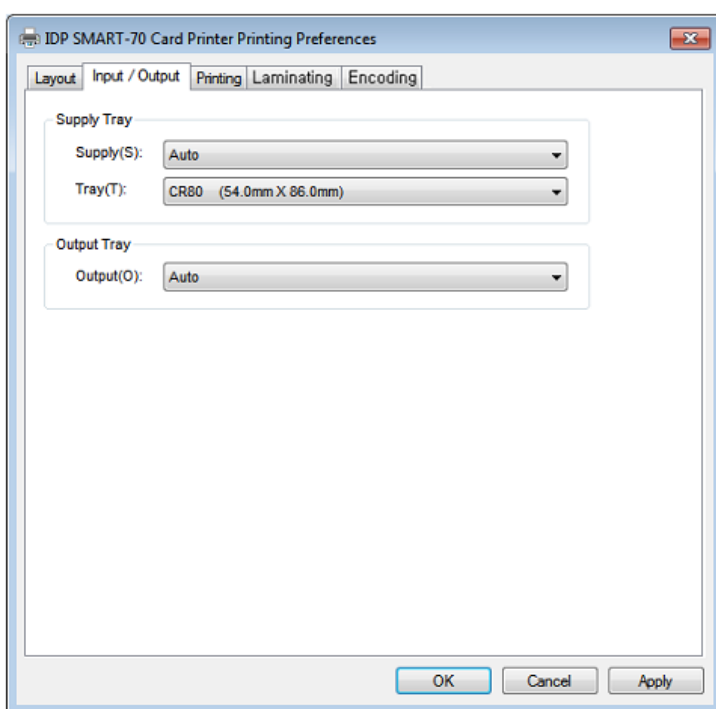 IDP SMART-70 Card Printer Printing Preferences
Layout Input / Output Printing Laminating Encoding
Supply Tray
Supply(S): Auto
Tray(T): CR80 (54.0mm X 86.0mm)
Output Tray
Output(O): Auto
OK Cancel Apply